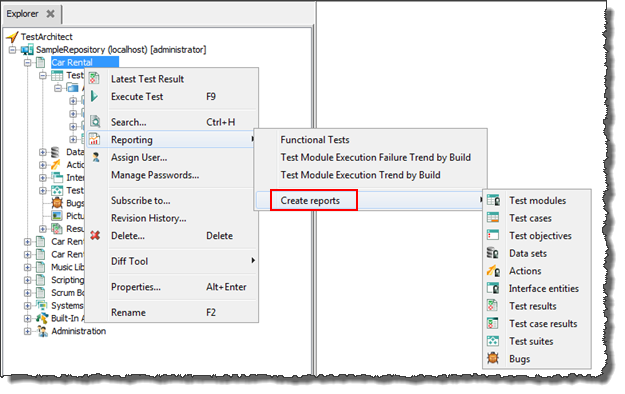 Explorer
TestArchitect
SampleRepository (localhost) [administrator]
Car Rental
Test
A
Data
Actio
Inter
Test
Bugs
Pictu
Resu
Car Rent
Car Rent
Music Lib
Scripting
Scrum Bo
Systems
Built-In A
Administration
Latest Test Result
Execute Test F9
Search... Ctrl+H
Reporting
Assign User...
Manage Passwords...
Subscribe to...
Revision History...
Delete... Delete
Diff Tool
Properties... Alt+Enter
Rename F2
Functional Tests
Test Module Execution Failure Trend by Build
Test Module Execution Trend by Build
Create reports
Test modules
Test cases
Test objectives
Data sets
Actions
Interface entities
Test results
Test case results
Test suites
Bugs